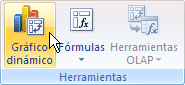 Gráfico dinámico
Fórmulas
Herramientas OLAP
Herramientas